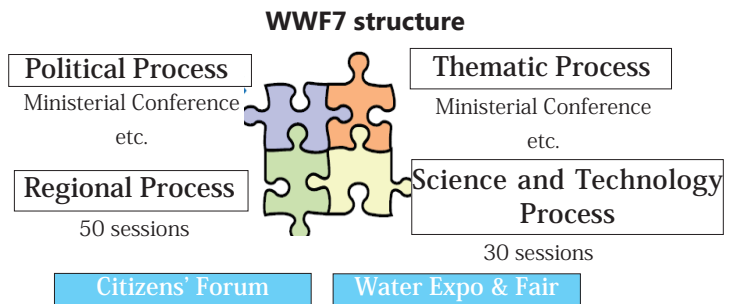 WWF7 structure
Political Process
Ministerial Conference
etc.
Thematic Process
Ministerial Conference
etc.
Regional Process
50 sessions
Science and Technology
Process
30 sessions
Citizens’ Forum
Water Expo & Fair